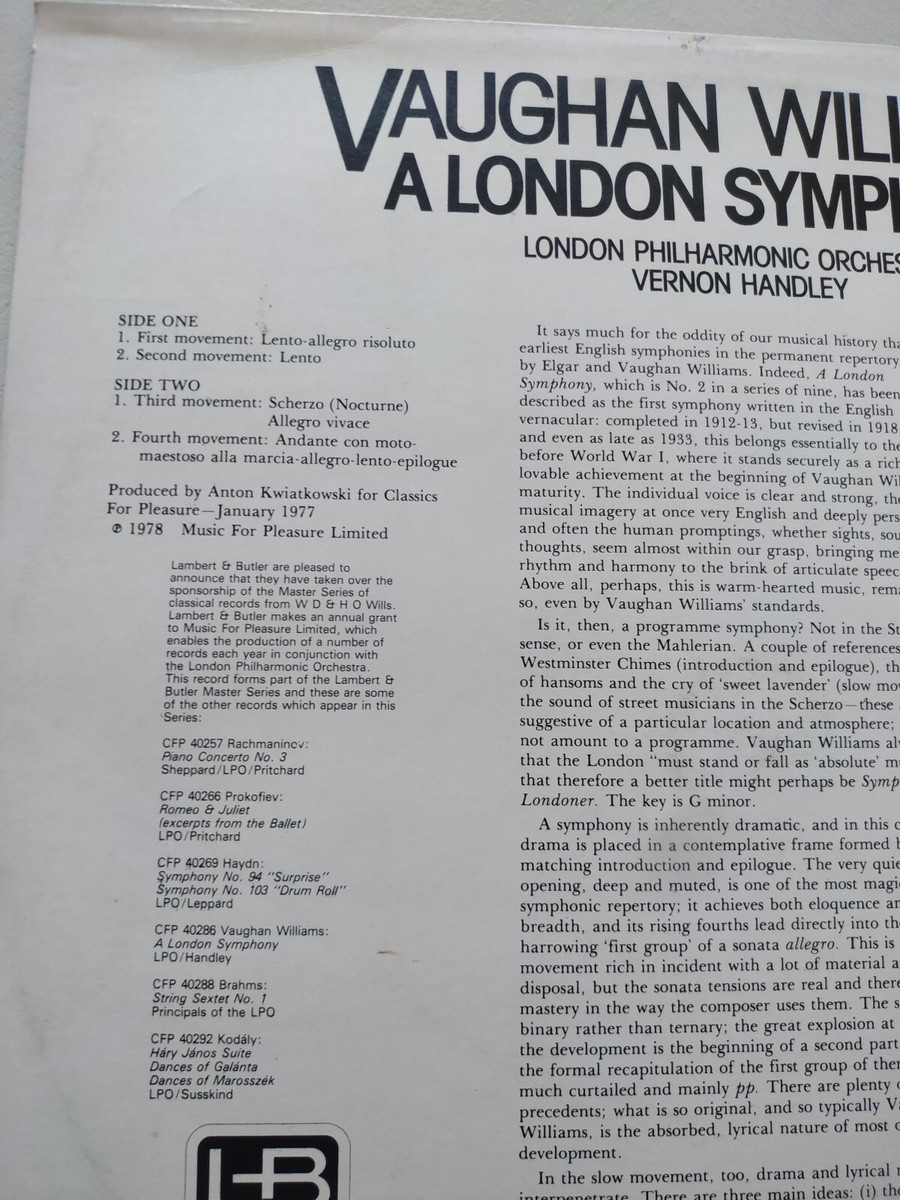 VAUGHAN WILL
A LONDON SYMPH
LONDON PHILHARMONIC ORCHES
VERNON HANDLEY
SIDE ONE
1. First movement: Lento-allegro risoluto
2. Second movement: Lento
SIDE TWO
1. Third movement: Scherzo (Nocturne)
Allegro vivace
2. Fourth movement: Andante con moto-
maestoso alla marcia-allegro-lento-epilogue
Produced by Anton Kwiatkowski for Classics
For Pleasure—January 1977
℗ 1978 Music For Pleasure Limited
Lambert & Butler are pleased to
announce that they have taken over the
sponsorship of the Master Series of
classical records from W D & H O Wills.
Lambert & Butler makes an annual grant
to Music For Pleasure Limited, which
enables the production of a number of
records each year in conjunction with
the London Philharmonic Orchestra.
This record forms part of the Lambert &
Butler Master Series and these are some
of the other records which appear in this
Series:
CFP 40257 Rachmaninov:
Piano Concerto No. 3
Sheppard/LPO/Pritchard
CFP 40266 Prokofiev:
Romeo & Juliet
(excerpts from the Ballet)
LPO/Pritchard
CFP 40269 Haydn:
Symphony No. 94 "Surprise"
Symphony No. 103 "Drum Roll"
LPO/Leppard
CFP 40286 Vaughan Williams:
A London Symphony
LPO/Handley
CFP 40288 Brahms:
String Sextet No. 1
Principals of the LPO
CFP 40292 Kodály:
Háry János Suite
Dances of Galánta
Dances of Marosszék
LPO/Susskind
It says much for the oddity of our musical history tha
earliest English symphonies in the permanent repertory
by Elgar and Vaughan Williams. Indeed, A London
Symphony, which is No. 2 in a series of nine, has been
described as the first symphony written in the English
vernacular: completed in 1912-13, but revised in 1918
and even as late as 1933, this belongs essentially to the
before World War I, where it stands securely as a rich
lovable achievement at the beginning of Vaughan Wil
maturity. The individual voice is clear and strong, the
musical imagery at once very English and deeply pers
and often the human promptings, whether sights, sou
thoughts, seem almost within our grasp, bringing me
rhythm and harmony to the brink of articulate speec
Above all, perhaps, this is warm-hearted music, rema
so, even by Vaughan Williams' standards.
Is it, then, a programme symphony? Not in the St
sense, or even the Mahlerian. A couple of references
Westminster Chimes (introduction and epilogue), th
of hansoms and the cry of 'sweet lavender' (slow mov
the sound of street musicians in the Scherzo—these
suggestive of a particular location and atmosphere;
not amount to a programme. Vaughan Williams al
that the London "must stand or fall as 'absolute' mu
that therefore a better title might perhaps be Symp
Londoner. The key is G minor.
A symphony is inherently dramatic, and in this c
drama is placed in a contemplative frame formed b
matching introduction and epilogue. The very quie
opening, deep and muted, is one of the most magi
symphonic repertory; it achieves both eloquence an
breadth, and its rising fourths lead directly into the
harrowing 'first group' of a sonata allegro. This is
movement rich in incident with a lot of material a
disposal, but the sonata tensions are real and there
mastery in the way the composer uses them. The s
binary rather than ternary; the great explosion at
the development is the beginning of a second part
the formal recapitulation of the first group of them
much curtailed and mainly pp. There are plenty o
precedents; what is so original, and so typically Va
Williams, is the absorbed, lyrical nature of most o
development.
In the slow movement, too, drama and lyrical r
interpenetrate. There are three main ideas: (i) the
LB